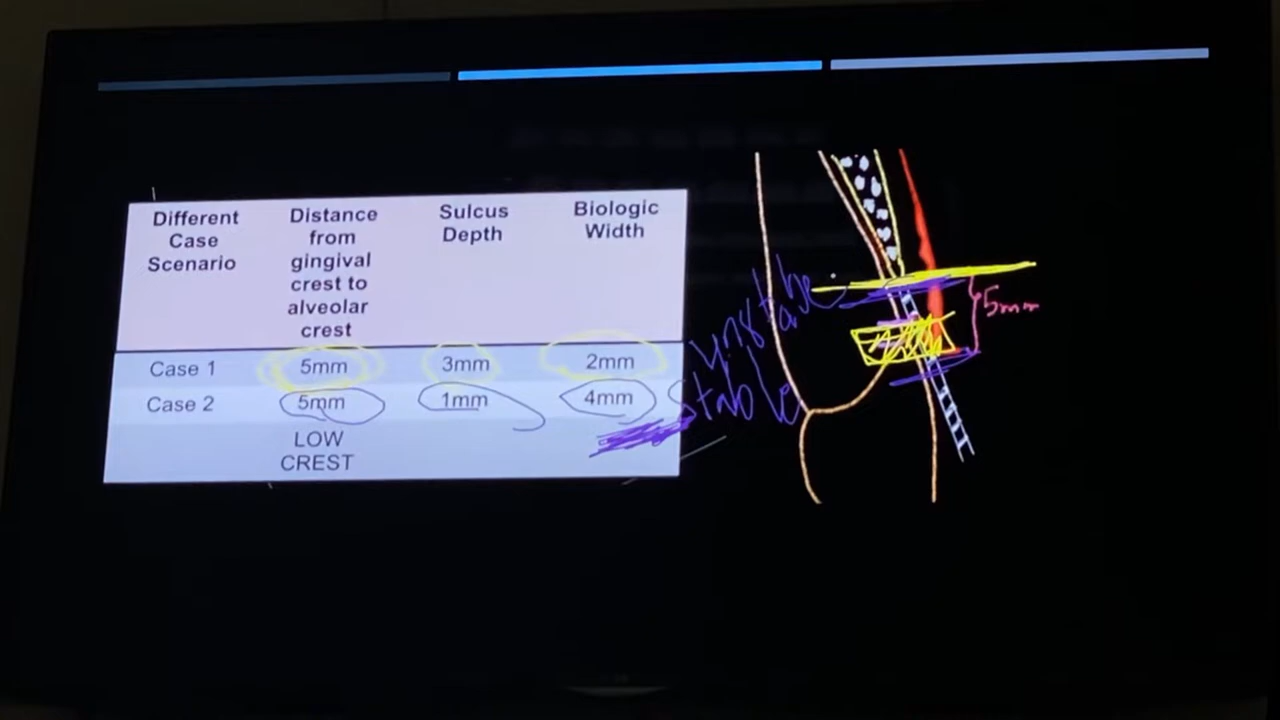 Different
Case
Scenario
Distance
from
gingival
crest to
alveolar
crest
Sulcus
Depth
Biologic
Width
Case 1 5mm 3mm 2mm
Case 2 5mm 1mm 4mm
LOW
CREST
Unstable
Stable
5mm